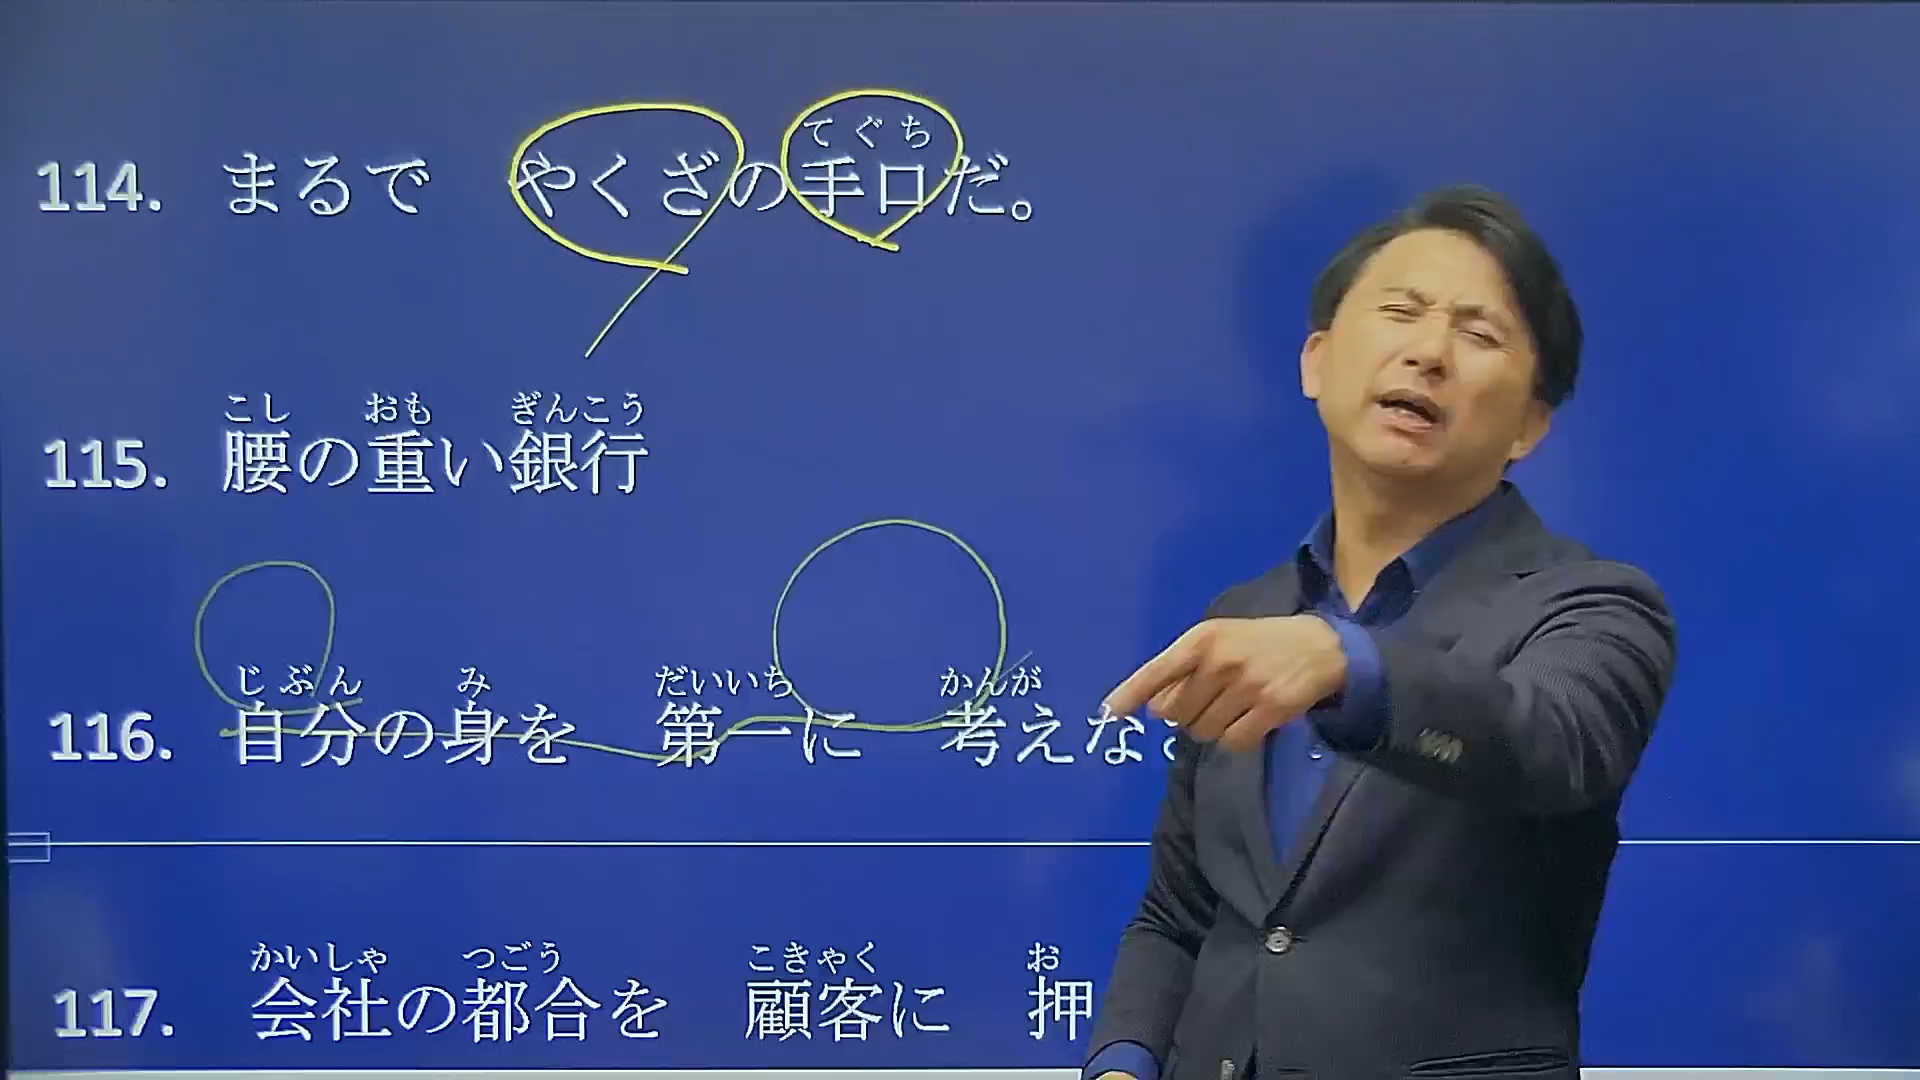 てぐち
114. まるで やくざの手口だ。
こし おも ぎんこう
115. 腰の重い銀行
じぶん み だいいち かんが
116. 自分の身を 第一に 考えな
かいしゃ つごう こきゃく お
117. 会社の都合を 顧客に 押